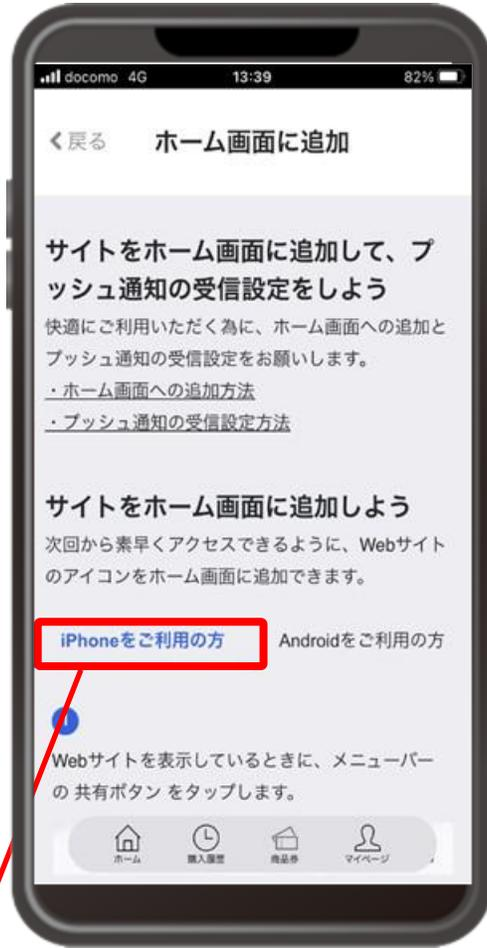 docomo 4G 13:39 82%
戻る ホーム画面に追加
サイトをホーム画面に追加して、プ
ッシュ通知の受信設定をしよう
快適にご利用いただく為に、ホーム画面への追加と
プッシュ通知の受信設定をお願いします。
・ホーム画面への追加方法
・プッシュ通知の受信設定方法
サイトをホーム画面に追加しよう
次回から素早くアクセスできるように、Webサイト
のアイコンをホーム画面に追加できます。
iPhoneをご利用の方 Androidをご利用の方
1
Webサイトを表示しているときに、メニューバー
の 共有ボタン をタップします。
ホーム 購入履歴 商品券 マイページ